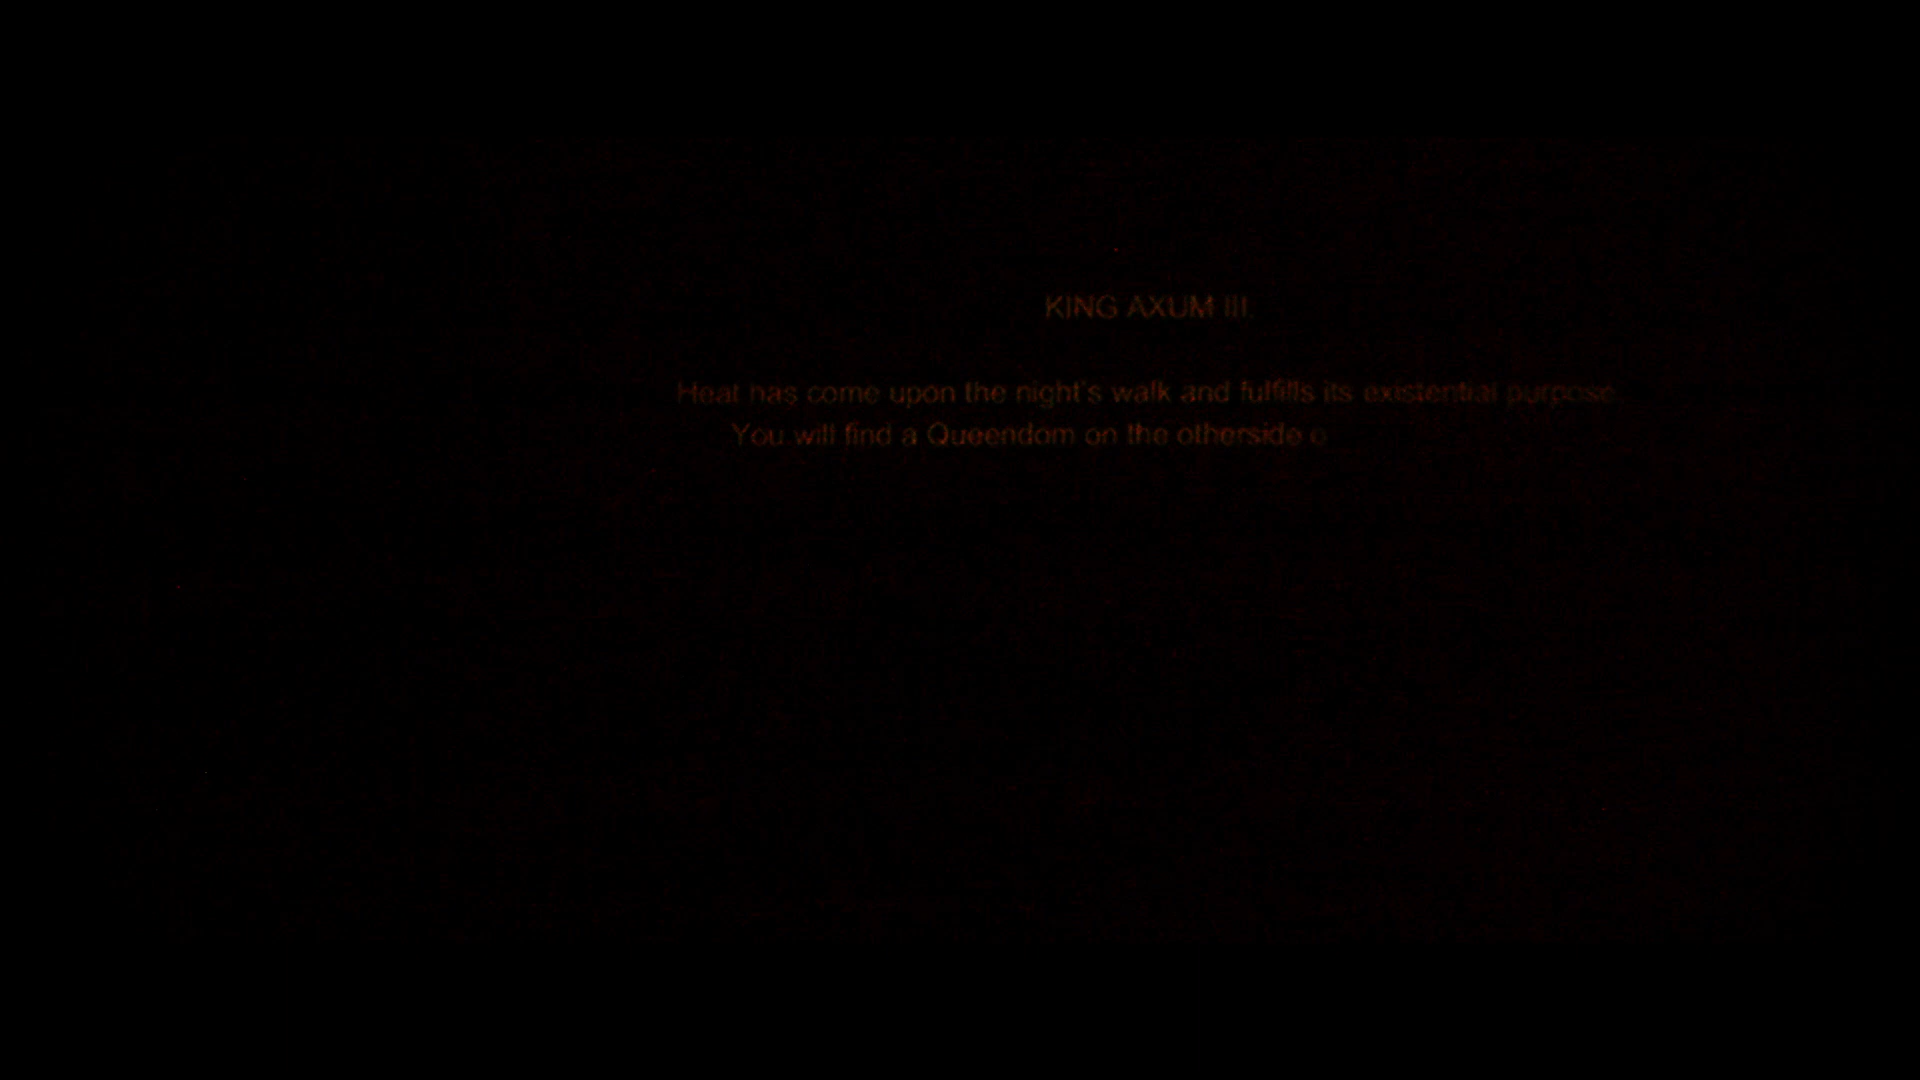 KING AXUM III.
Heat has come upon the night's walk and fulfills its existential purpose.
You will find a Queendom on the otherside o